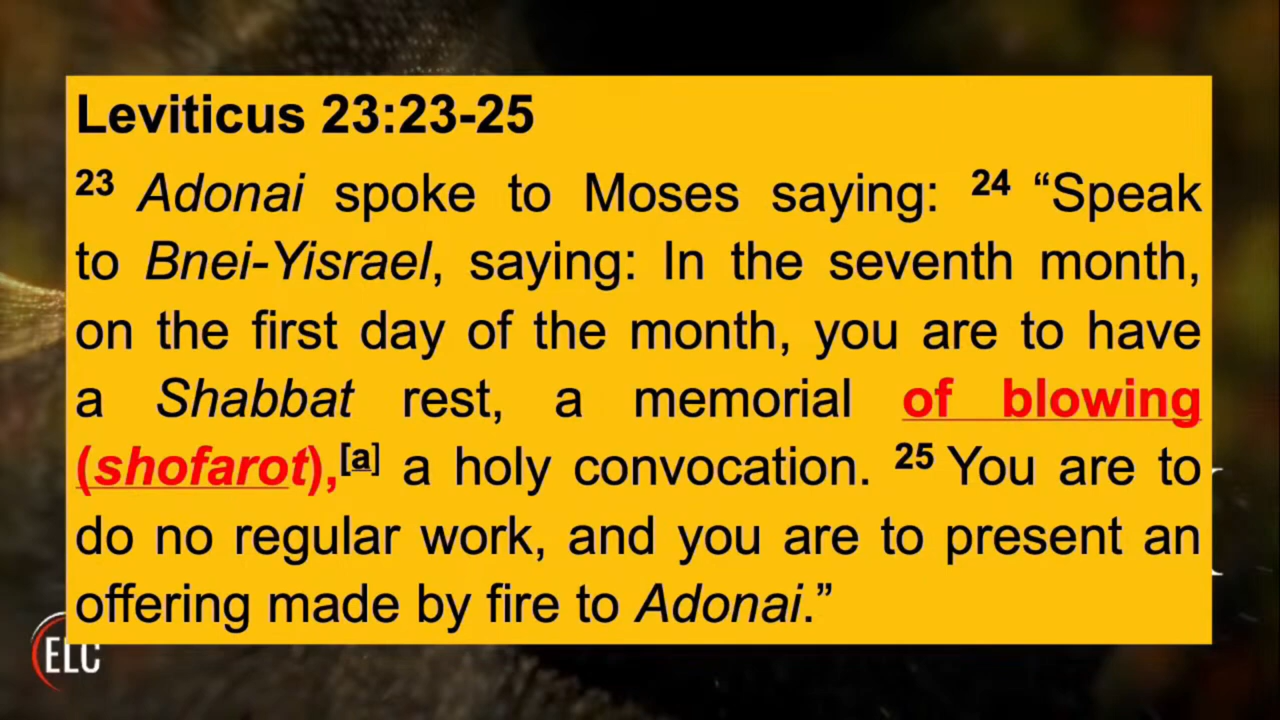 Leviticus 23:23-25
23 Adonai spoke to Moses saying: 24 “Speak
to Bnei-Yisrael, saying: In the seventh month,
on the first day of the month, you are to have
a Shabbat rest, a memorial of blowing
(shofarot),[a] a holy convocation. 25 You are to
do no regular work, and you are to present an
offering made by fire to Adonai.”
ELC